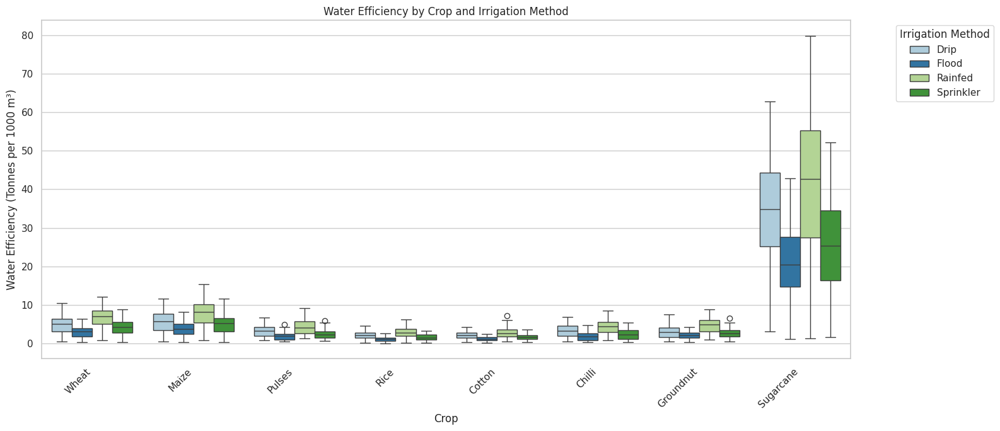 Water Efficiency by Crop and Irrigation Method
Irrigation Method
Drip
Flood
Rainfed
Sprinkler
Water Efficiency (Tonnes per 1000 m³)
80
70
60
50
40
30
20
10
0
Wheat
Maize
Pulses
Rice
Cotton
Chilli
Groundnut
Sugarcane
Crop